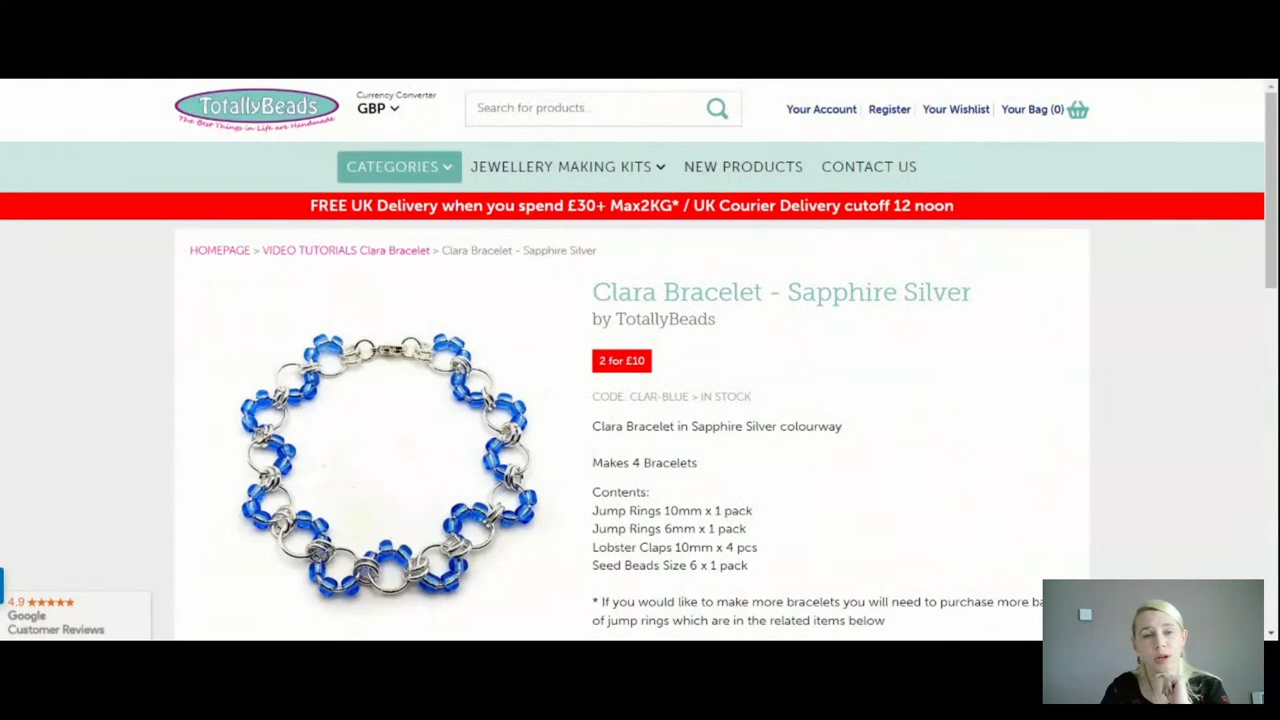 TotallyBeads
The Best Things in Life are Handmade
Currency Converter
GBP
Search for products...
Your Account
Register
Your Wishlist
Your Bag (0)
CATEGORIES
JEWELLERY MAKING KITS
NEW PRODUCTS
CONTACT US
FREE UK Delivery when you spend £30+ Max2KG* / UK Courier Delivery cutoff 12 noon
HOMEPAGE > VIDEO TUTORIALS Clara Bracelet > Clara Bracelet - Sapphire Silver
Clara Bracelet - Sapphire Silver
by TotallyBeads
2 for £10
CODE: CLAR-BLUE > IN STOCK
Clara Bracelet in Sapphire Silver colourway
Makes 4 Bracelets
Contents:
Jump Rings 10mm x 1 pack
Jump Rings 6mm x 1 pack
Lobster Claps 10mm x 4 pcs
Seed Beads Size 6 x 1 pack
* If you would like to make more bracelets you will need to purchase more ba
of jump rings which are in the related items below
4.9 ★★★★★
Google
Customer Reviews